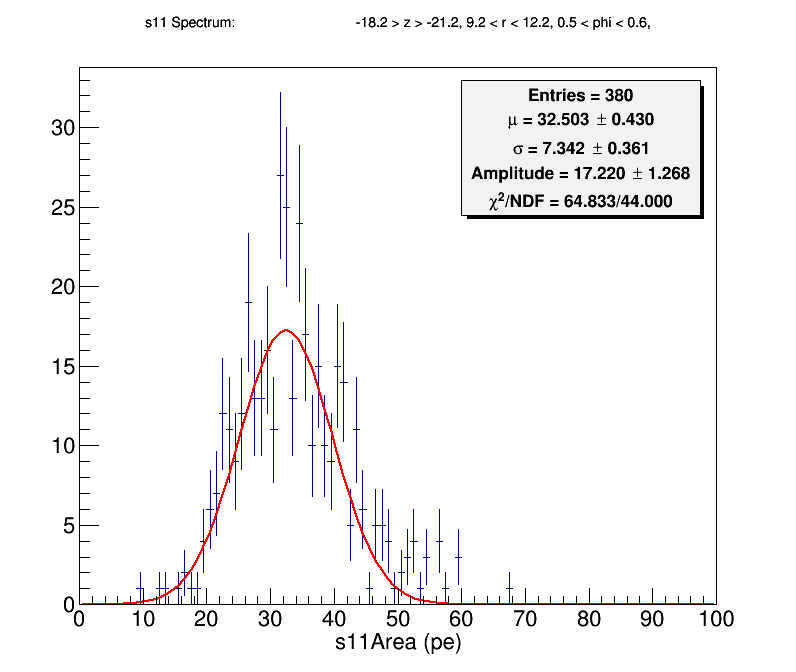 s11 Spectrum: -18.2 > z > -21.2, 9.2 < r < 12.2, 0.5 < phi < 0.6,
Entries = 380
μ = 32.503 ± 0.430
σ = 7.342 ± 0.361
Amplitude = 17.220 ± 1.268
χ²/NDF = 64.833/44.000
30
25
20
15
10
5
0
0 10 20 30 40 50 60 70 80 90 100
s11Area (pe)